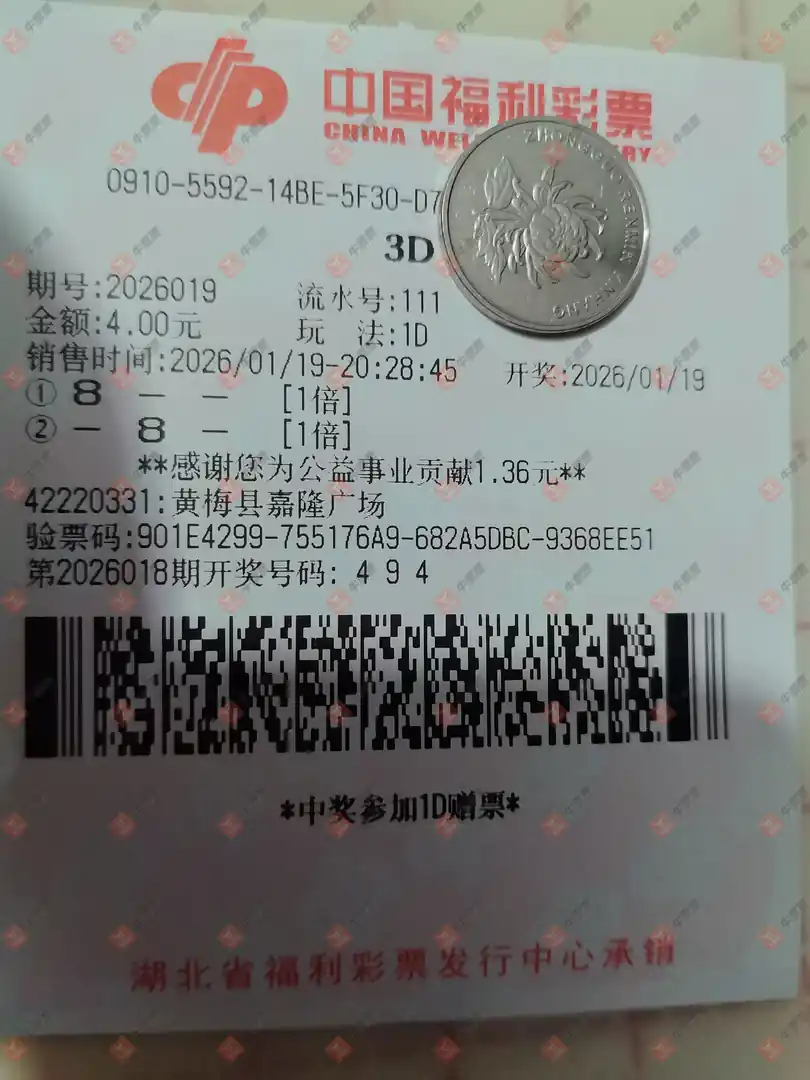 中国福利彩票
CHINA WEL RY
0910-5592-14BE-5F30-D7
3D
期号:2026019 流水号:111
金额:4.00元 玩 法:1D
销售时间:2026/01/19-20:28:45 开奖:2026/01/19
① 8 - - [1倍]
② - 8 - [1倍]
**感谢您为公益事业贡献1.36元**
42220331:黄梅县嘉隆广场
验票码:901E4299-755176A9-682A5DBC-9368EE51
第2026018期开奖号码: 4 9 4
*中奖参加1D赠票*
湖北省福利彩票发行中心承销